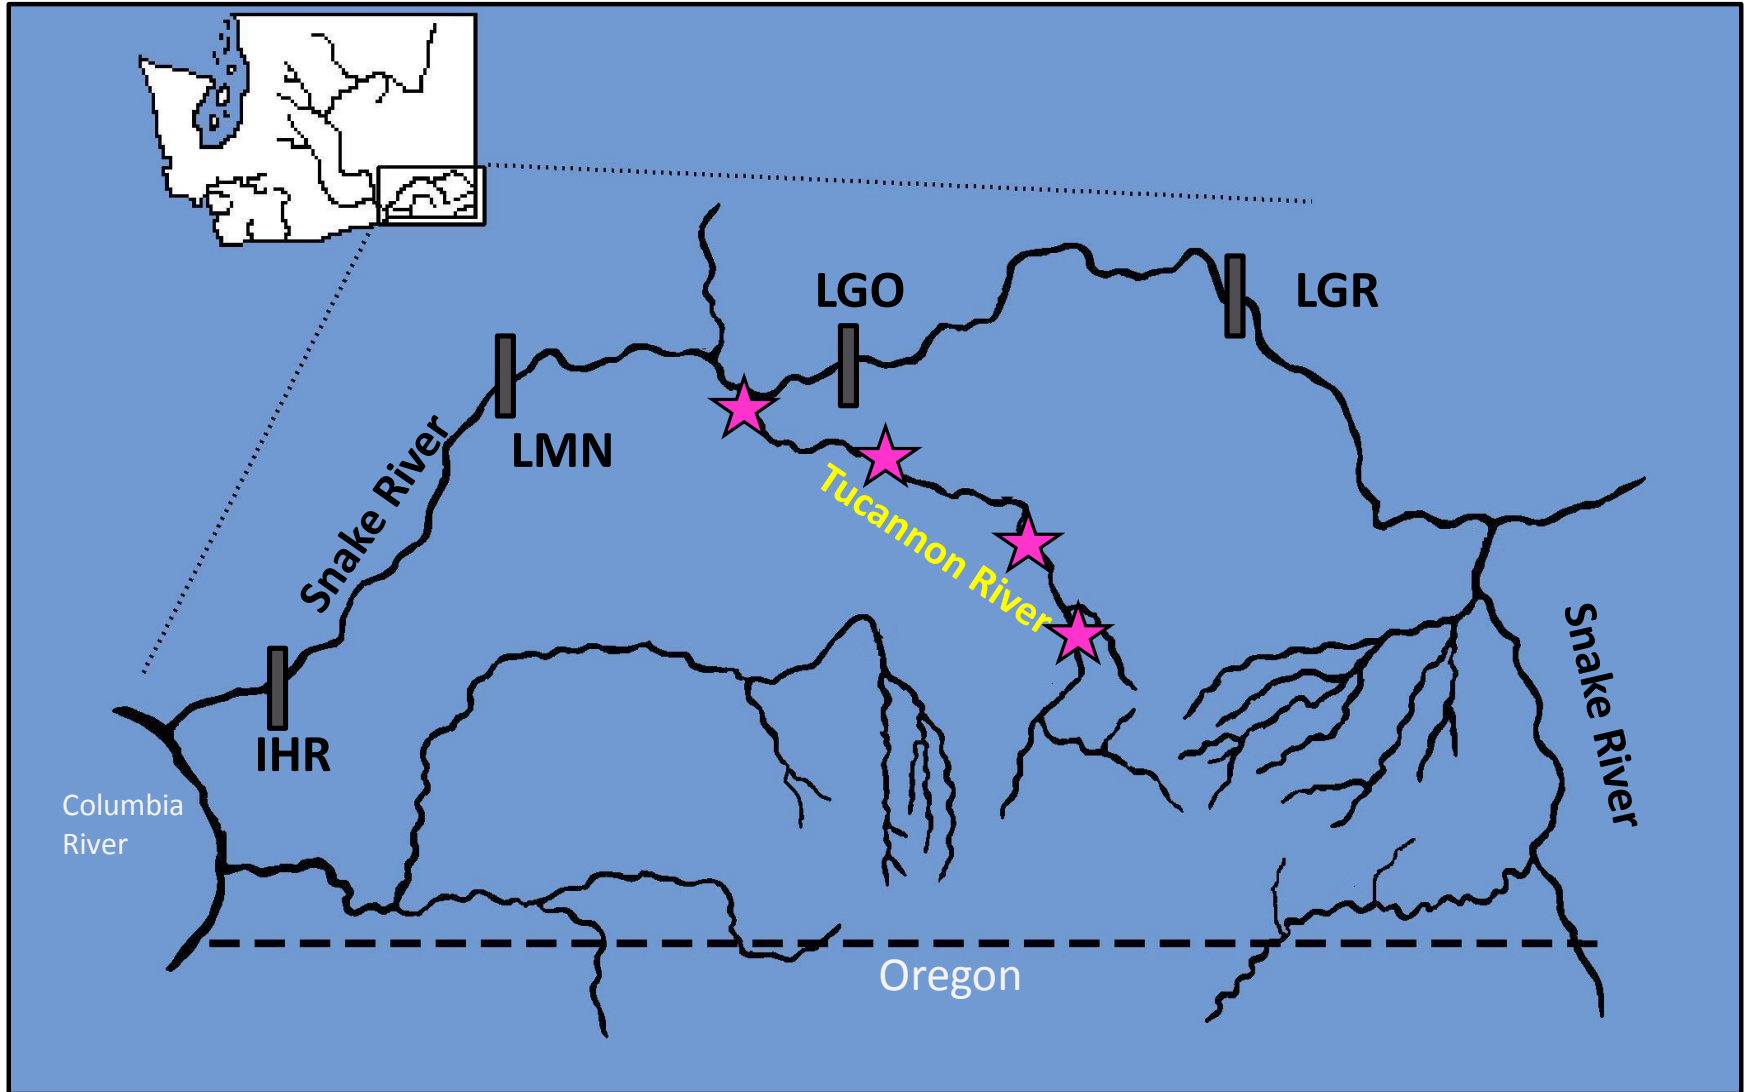 LGO
LGR
LMN
Snake River
Tucannon River
Snake River
IHR
Columbia
River
Oregon